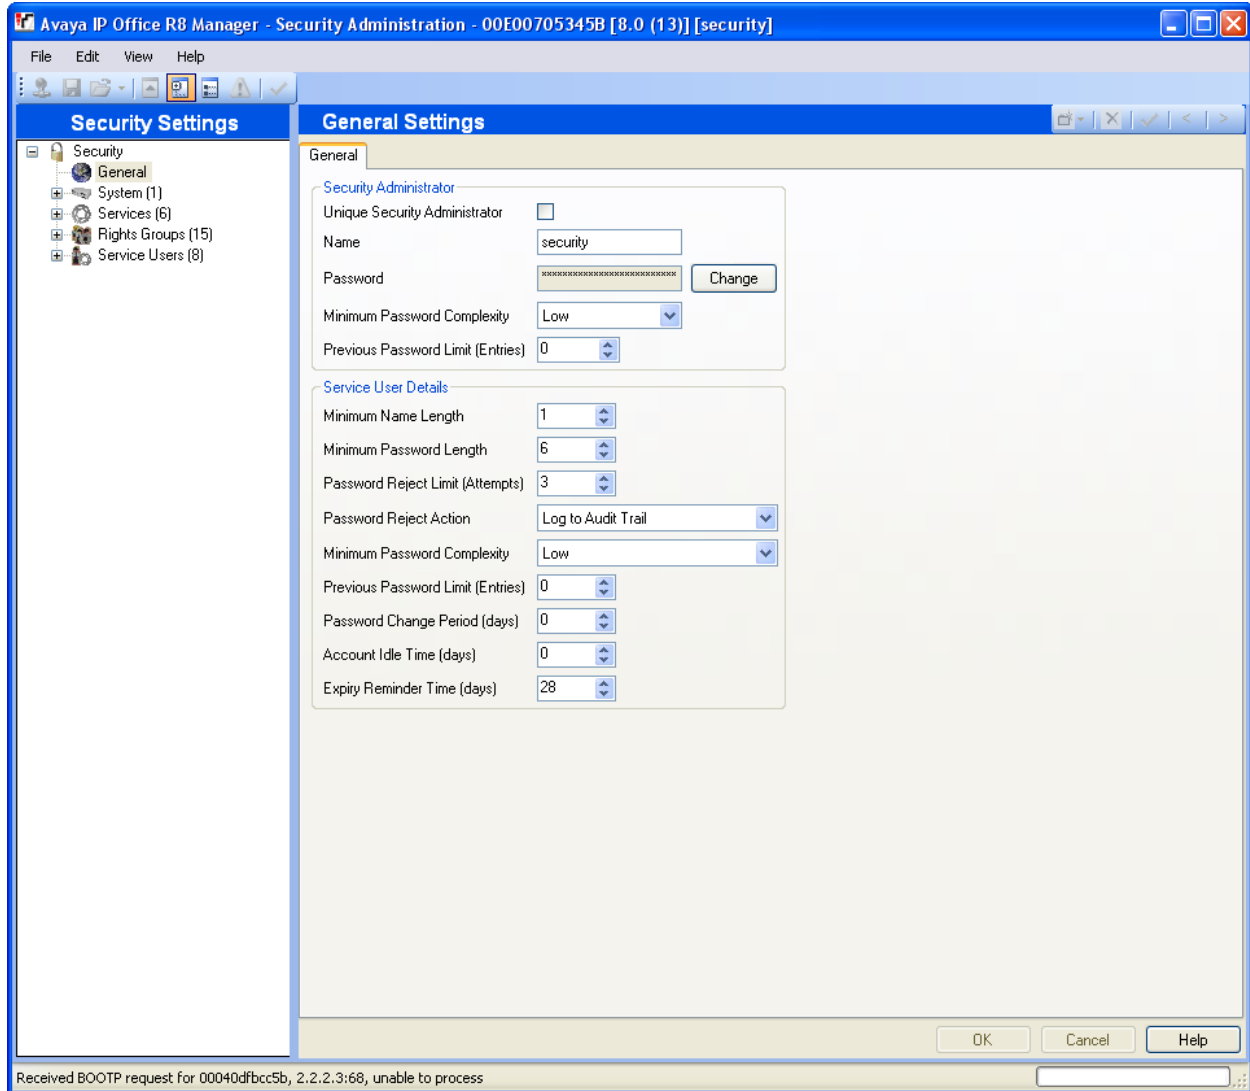 Avaya IP Office R8 Manager - Security Administration - 00E00705345B [8.0 (13)] [security]
File Edit View Help
Security Settings
General Settings
Security
General
System (1)
Services (6)
Rights Groups (15)
Service Users (8)
General
Security Administrator
Unique Security Administrator
Name security
Password ************************** Change
Minimum Password Complexity Low
Previous Password Limit (Entries) 0
Service User Details
Minimum Name Length 1
Minimum Password Length 6
Password Reject Limit (Attempts) 3
Password Reject Action Log to Audit Trail
Minimum Password Complexity Low
Previous Password Limit (Entries) 0
Password Change Period (days) 0
Account Idle Time (days) 0
Expiry Reminder Time (days) 28
OK Cancel Help
Received BOOTP request for 00040dfbcc5b, 2.2.2.3:68, unable to process